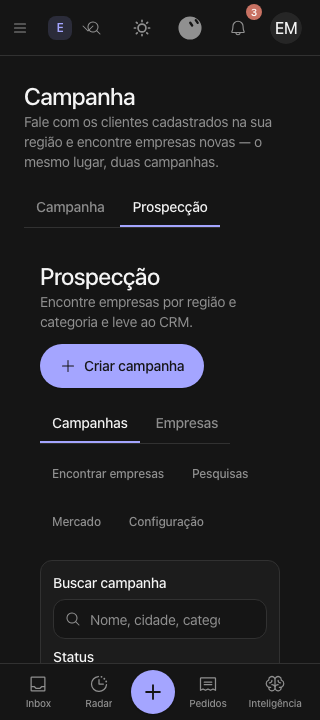 E
3
EM
Campanha
Fale com os clientes cadastrados na sua
região e encontre empresas novas — o
mesmo lugar, duas campanhas.
Campanha Prospecção
Prospecção
Encontre empresas por região e
categoria e leve ao CRM.
Criar campanha
Campanhas Empresas
Encontrar empresas Pesquisas
Mercado Configuração
Buscar campanha
Nome, cidade, catego
Status
Inbox Radar Pedidos Inteligência